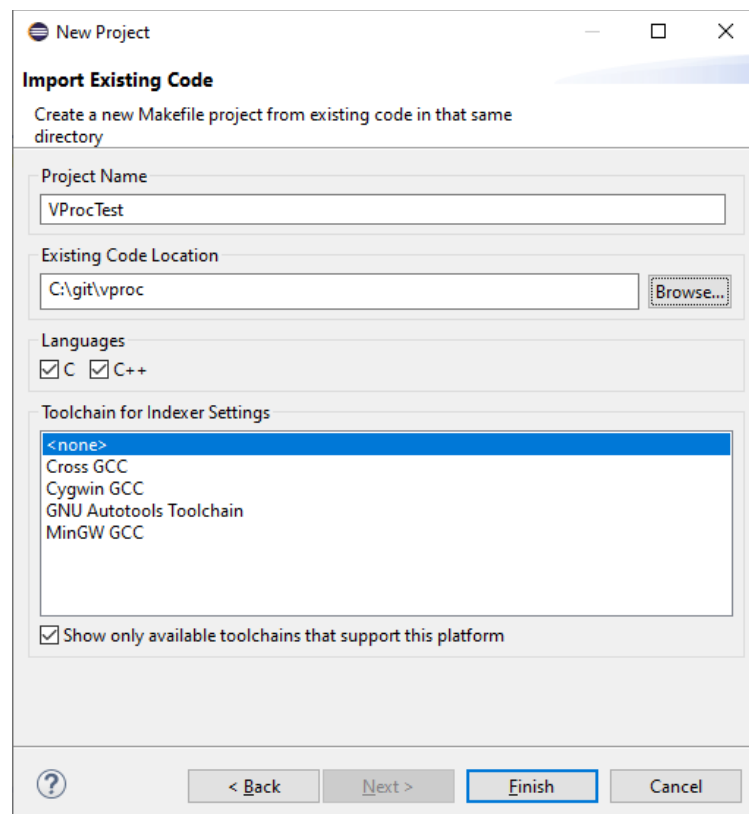 New Project
Import Existing Code
Create a new Makefile project from existing code in that same
directory
Project Name
VProcTest
Existing Code Location
C:\git\vproc
Browse...
Languages
C C++
Toolchain for Indexer Settings
<none>
Cross GCC
Cygwin GCC
GNU Autotools Toolchain
MinGW GCC
Show only available toolchains that support this platform
? < Back Next > Finish Cancel